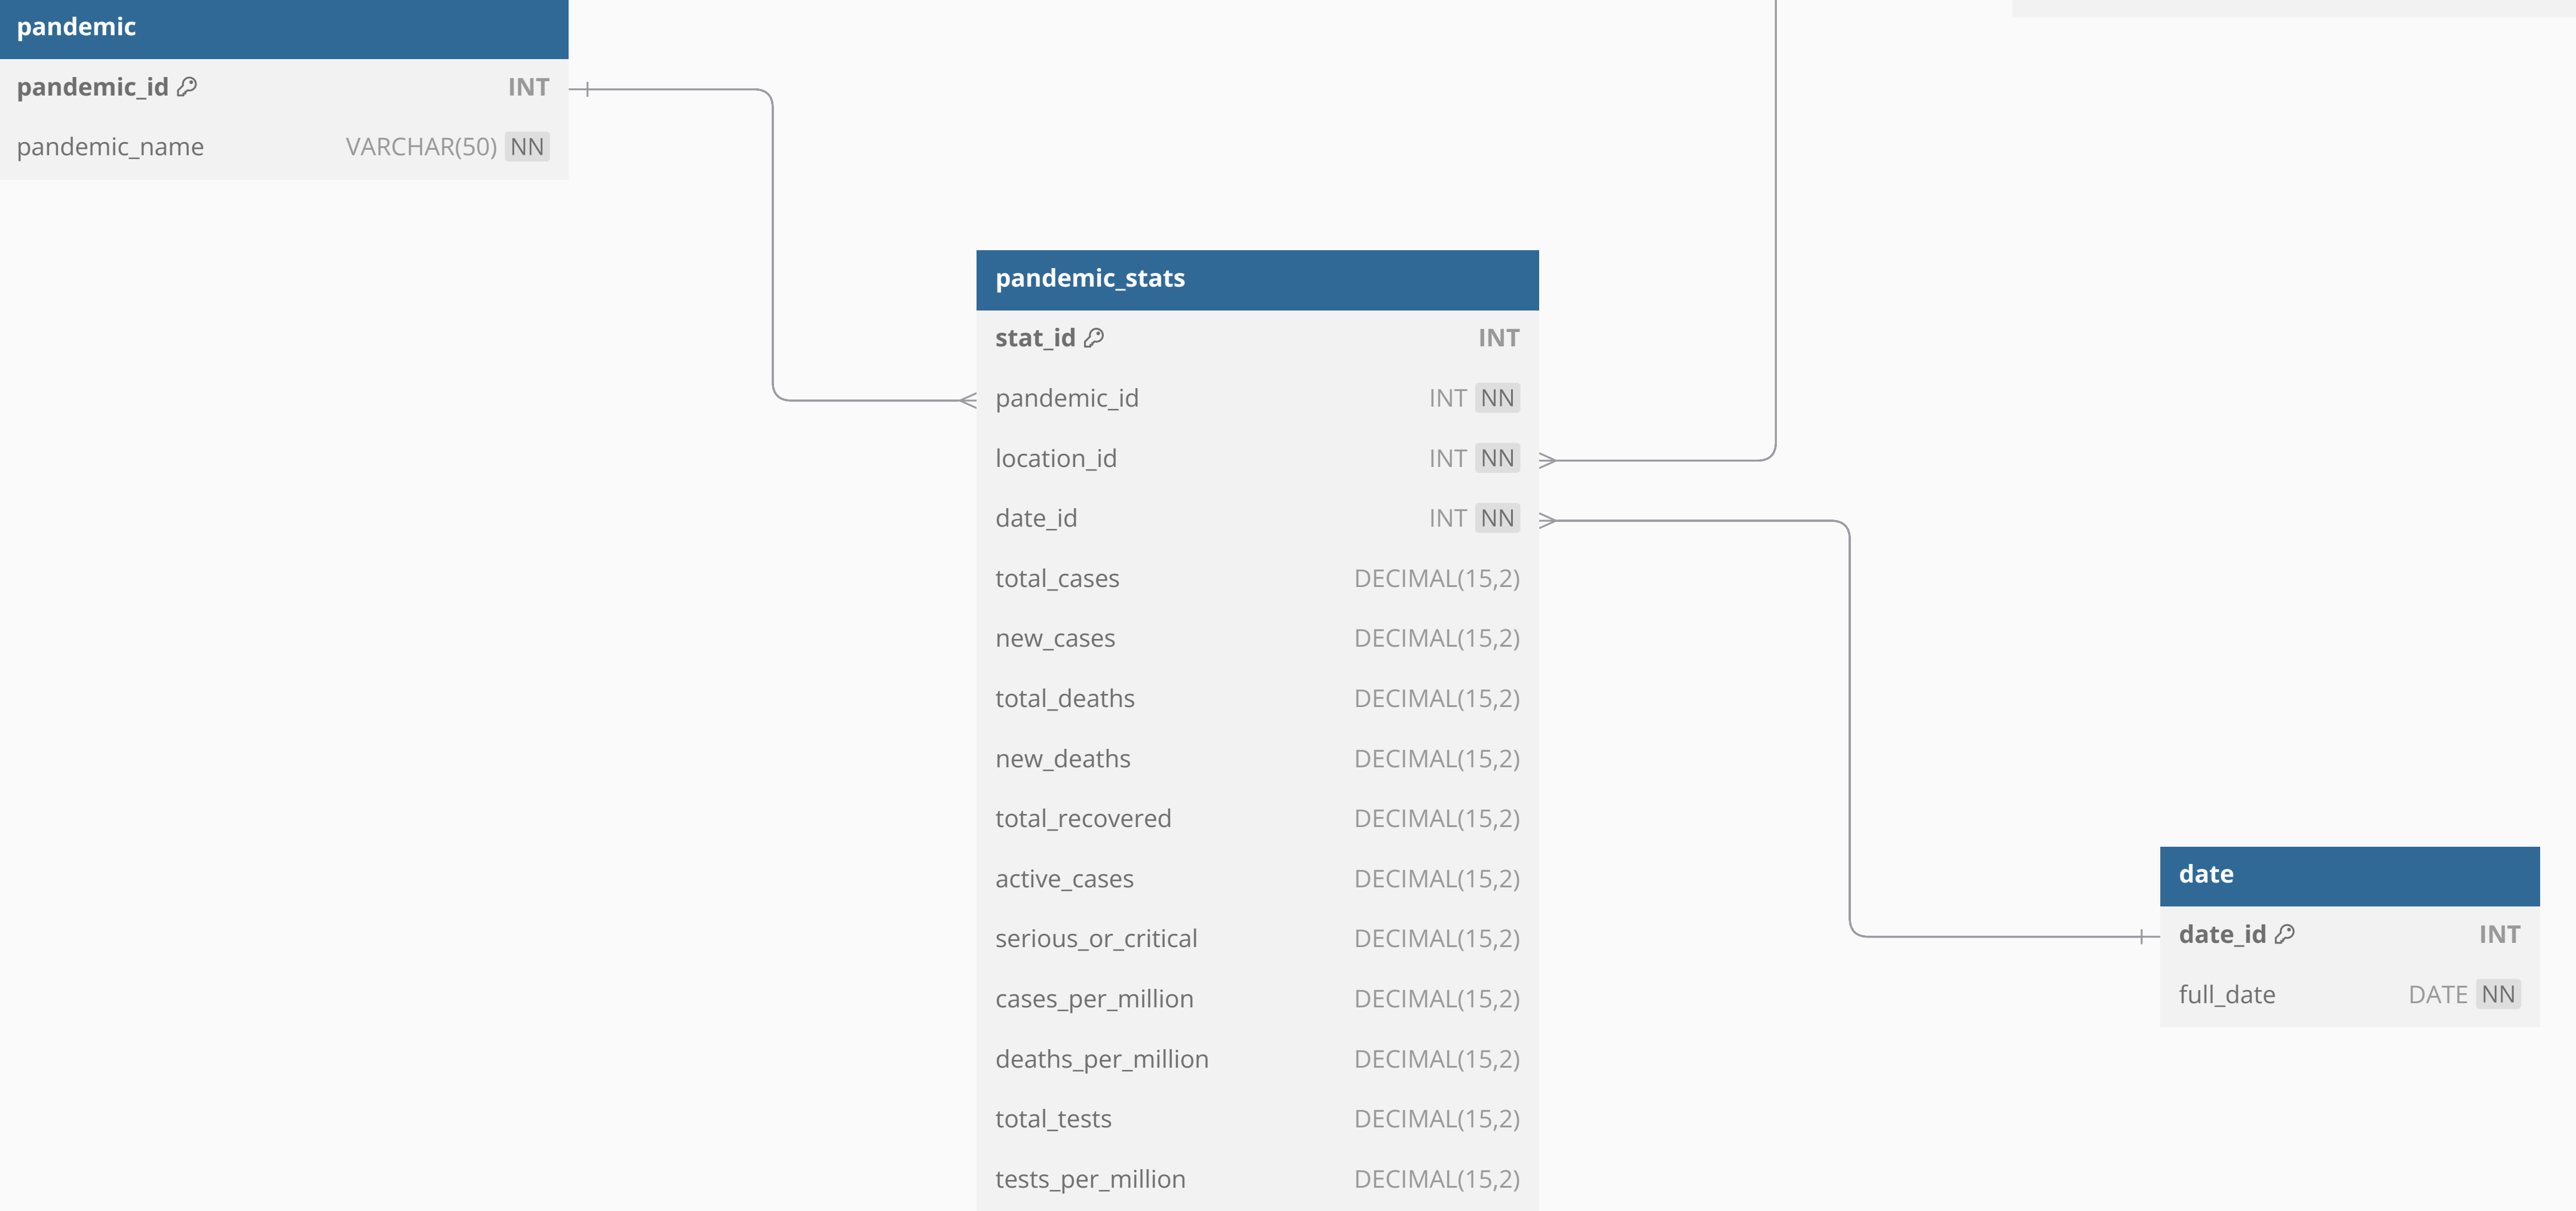 pandemic
pandemic_id INT
pandemic_name VARCHAR(50) NN
pandemic_stats
stat_id INT
pandemic_id INT NN
location_id INT NN
date_id INT NN
total_cases DECIMAL(15,2)
new_cases DECIMAL(15,2)
total_deaths DECIMAL(15,2)
new_deaths DECIMAL(15,2)
total_recovered DECIMAL(15,2)
active_cases DECIMAL(15,2)
serious_or_critical DECIMAL(15,2)
cases_per_million DECIMAL(15,2)
deaths_per_million DECIMAL(15,2)
total_tests DECIMAL(15,2)
tests_per_million DECIMAL(15,2)
date
date_id INT
full_date DATE NN